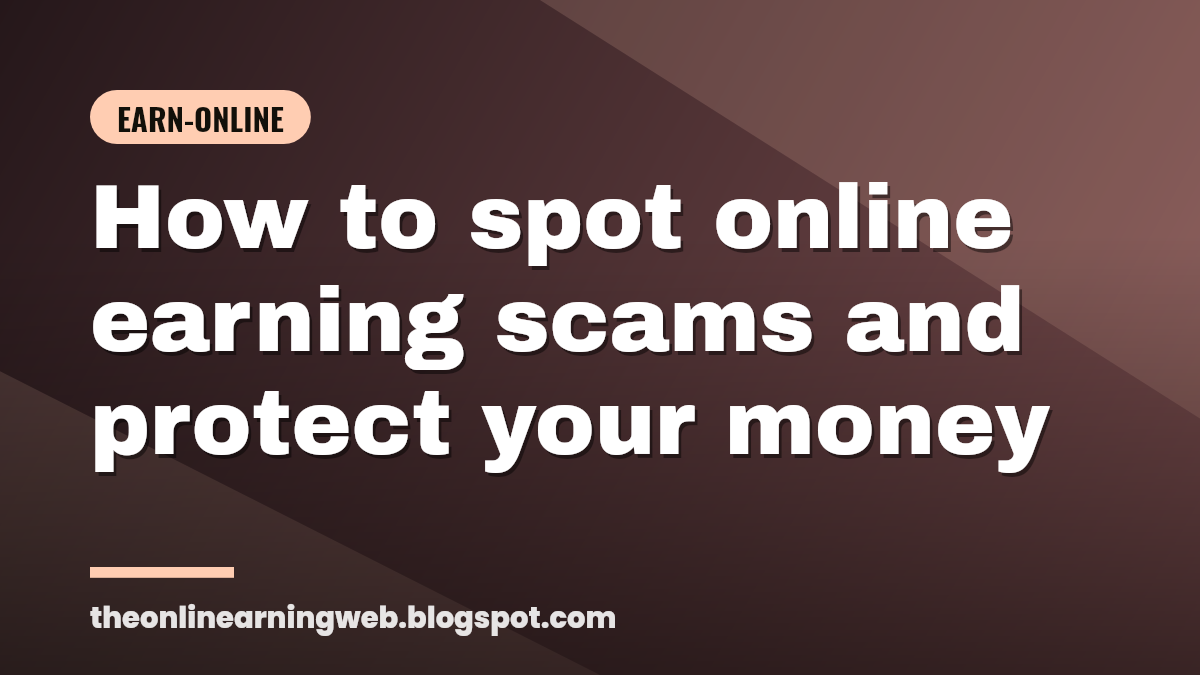 EARN-ONLINE
How to spot online
earning scams and
protect your money
theonlinearningweb.blogspot.com